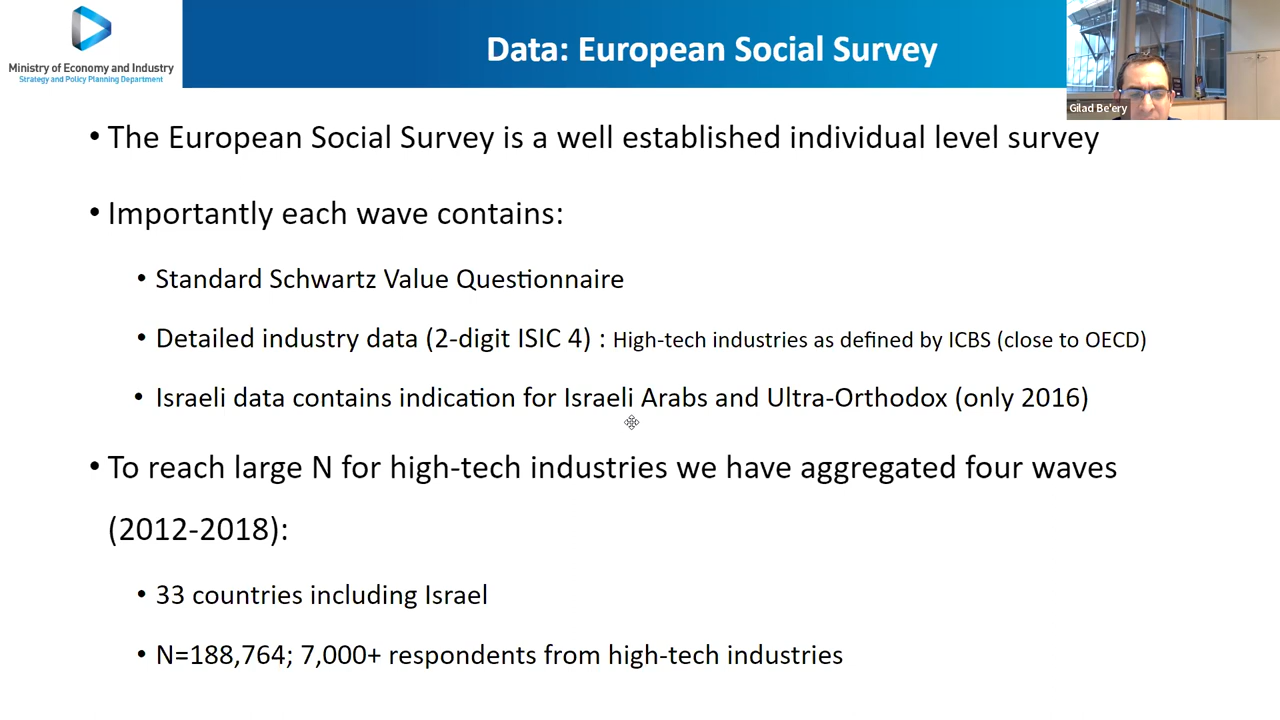 Ministry of Economy and Industry
Strategy and Policy Planning Department
Data: European Social Survey
Gilad Be'ery
• The European Social Survey is a well established individual level survey
• Importantly each wave contains:
• Standard Schwartz Value Questionnaire
• Detailed industry data (2-digit ISIC 4) : High-tech industries as defined by ICBS (close to OECD)
• Israeli data contains indication for Israeli Arabs and Ultra-Orthodox (only 2016)
• To reach large N for high-tech industries we have aggregated four waves
(2012-2018):
• 33 countries including Israel
• N=188,764; 7,000+ respondents from high-tech industries